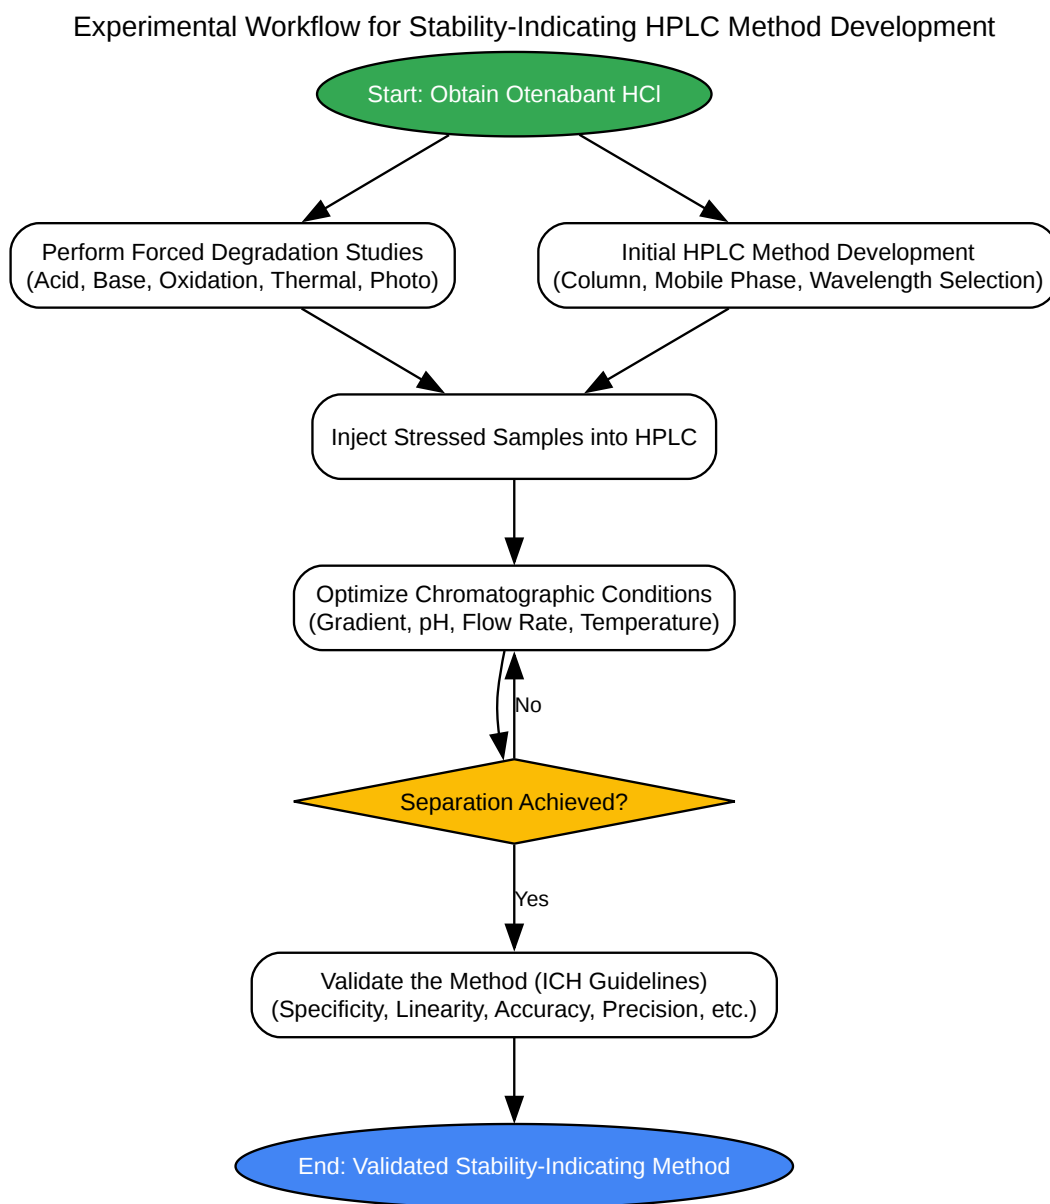 Experimental Workflow for Stability-Indicating HPLC Method Development
Start: Obtain Otenabant HCl
Perform Forced Degradation Studies
(Acid, Base, Oxidation, Thermal, Photo)
Initial HPLC Method Development
(Column, Mobile Phase, Wavelength Selection)
Inject Stressed Samples into HPLC
Optimize Chromatographic Conditions
(Gradient, pH, Flow Rate, Temperature)
No
Separation Achieved?
Yes
Validate the Method (ICH Guidelines)
(Specificity, Linearity, Accuracy, Precision, etc.)
End: Validated Stability-Indicating Method